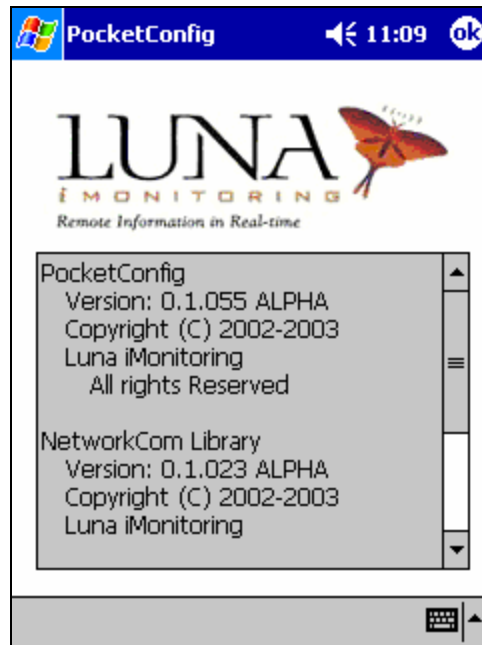 PocketConfig 11:09 ok
LUNA
iMONITORING
Remote Information in Real-time
PocketConfig
Version: 0.1.055 ALPHA
Copyright (C) 2002-2003
Luna iMonitoring
All rights Reserved
NetworkCom Library
Version: 0.1.023 ALPHA
Copyright (C) 2002-2003
Luna iMonitoring